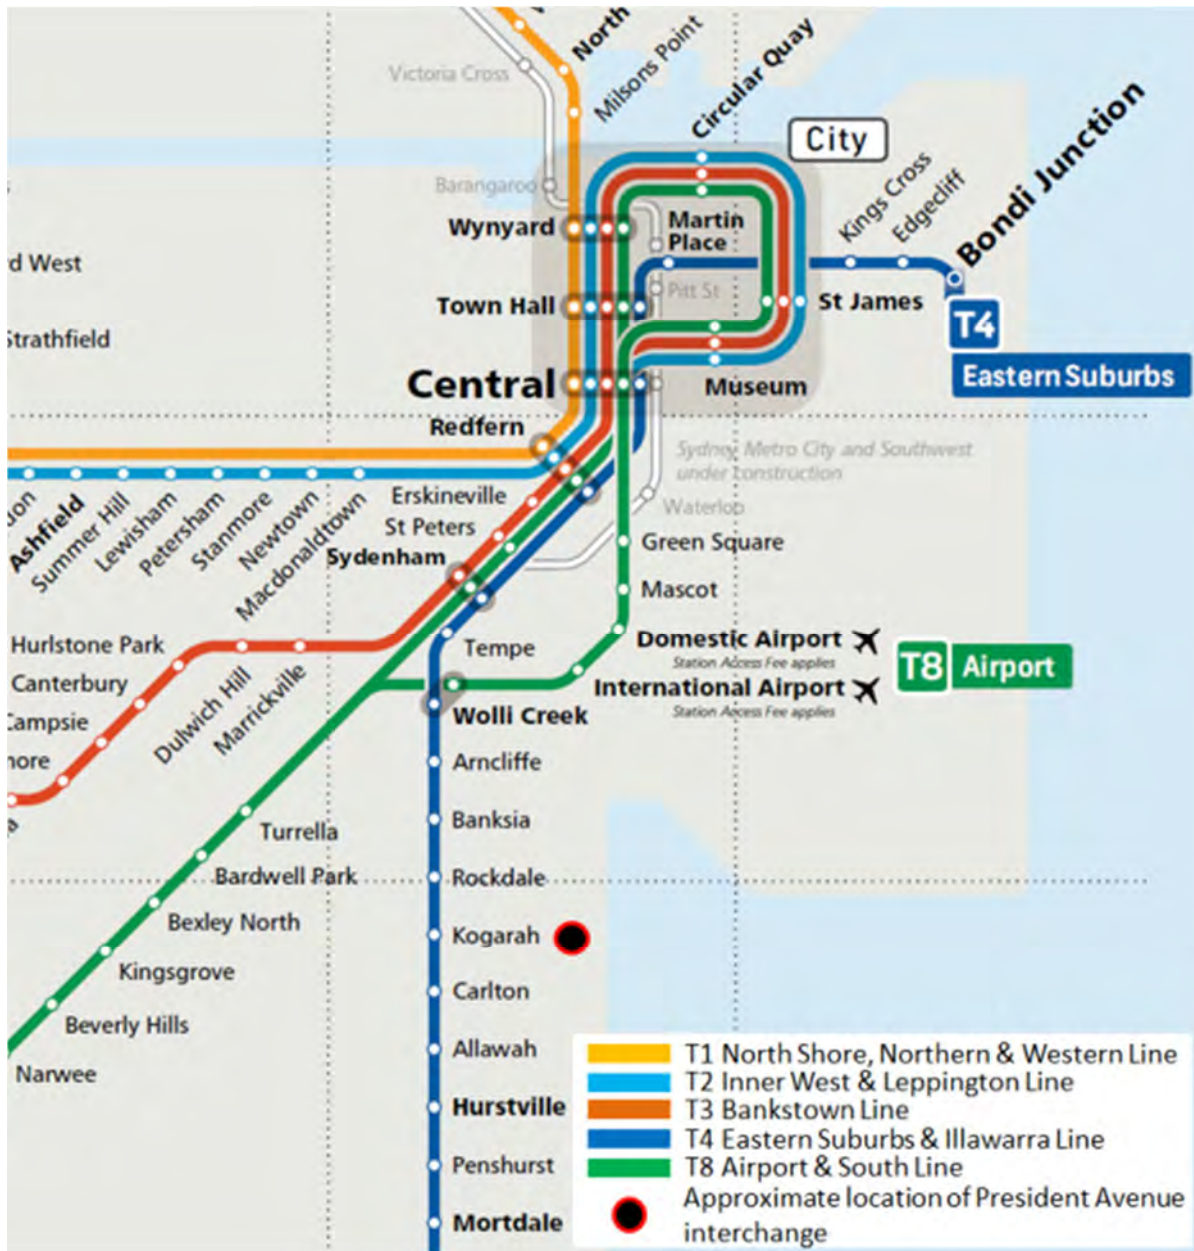 North
Milsons Point
Victoria Cross
Circular Quay
City
Bondi Junction
Kings Cross
Edgecliff
Barangaroo
Wynyard
Martin
Place
rd West
Pitt St
Town Hall
St James
T4
Strathfield
Eastern Suburbs
Central
Museum
Redfern
Sydney Metro City and Southwest
under construction
Ashfield
Summer Hill
Lewisham
Petersham
Stanmore
Newtown
Macdonaldtown
Erskineville
St Peters
Sydenham
Waterloo
Green Square
Mascot
Hurlstone Park
Tempe
Domestic Airport
Station Access Fee applies
T8 Airport
Canterbury
International Airport
Station Access Fee applies
Campsie
Dulwich Hill
Marrickville
Wolli Creek
more
Arncliffe
Banksia
Turrella
Bardwell Park
Rockdale
Bexley North
Kogarah
Kingsgrove
Carlton
Beverly Hills
Allawah
Narwee
Hurstville
Penshurst
Mortdale
T1 North Shore, Northern & Western Line
T2 Inner West & Leppington Line
T3 Bankstown Line
T4 Eastern Suburbs & Illawarra Line
T8 Airport & South Line
Approximate location of President Avenue
interchange